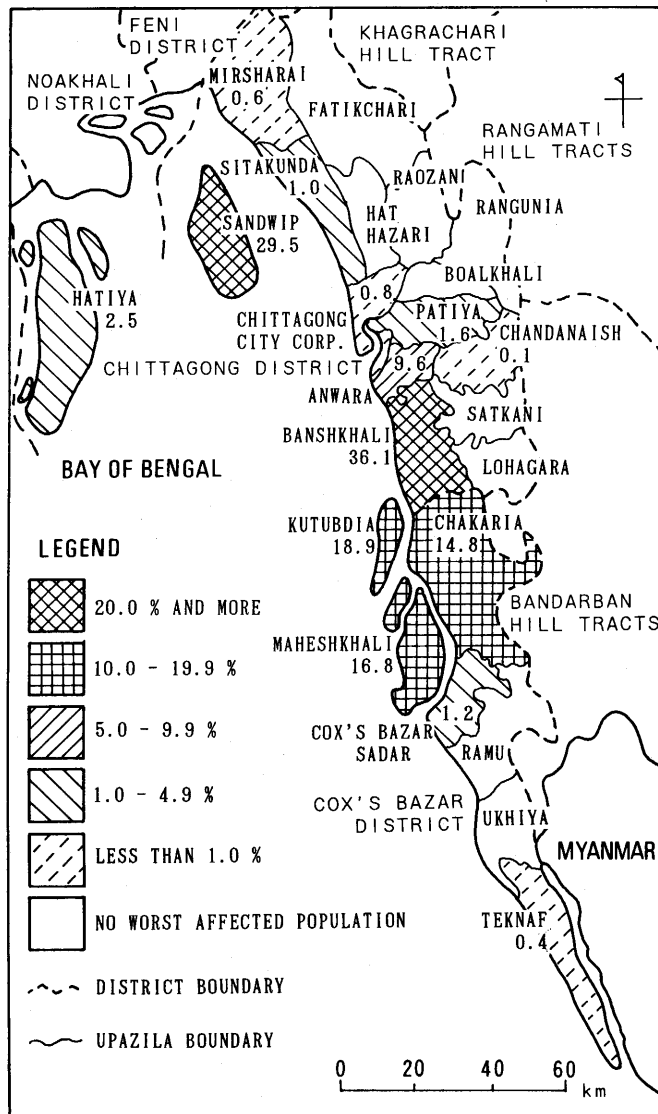 FENI
DISTRICT
KHAGRACHARI
HILL TRACT
NOAKHALI
DISTRICT
MIRSHARAI
0.6
FATIKCHARI
RANGAMATI
HILL TRACTS
SITAKUNDA
1.0
RAOZANI
SANDWIP
29.5
HAT
HAZARI
RANGUNIA
HATIYA
2.5
0.8
BOALKHALI
CHITTAGONG
CITY CORP.
PATIYA
1.6
CHANDANAISH
0.1
CHITTAGONG DISTRICT
9.6
ANWARA
SATKANI
BANSHKHALI
36.1
LOHAGARA
BAY OF BENGAL
KUTUBDIA
18.9
CHAKARIA
14.8
BANDARBAN
HILL TRACTS
MAHESHKHALI
16.8
1.2
COX'S BAZAR
SADAR
RAMU
COX'S BAZAR
DISTRICT
UKHIYA
MYANMAR
TEKNAF
0.4
LEGEND
20.0 % AND MORE
10.0 - 19.9 %
5.0 - 9.9 %
1.0 - 4.9 %
LESS THAN 1.0 %
NO WORST AFFECTED POPULATION
DISTRICT BOUNDARY
UPAZILA BOUNDARY
0 20 40 60
km